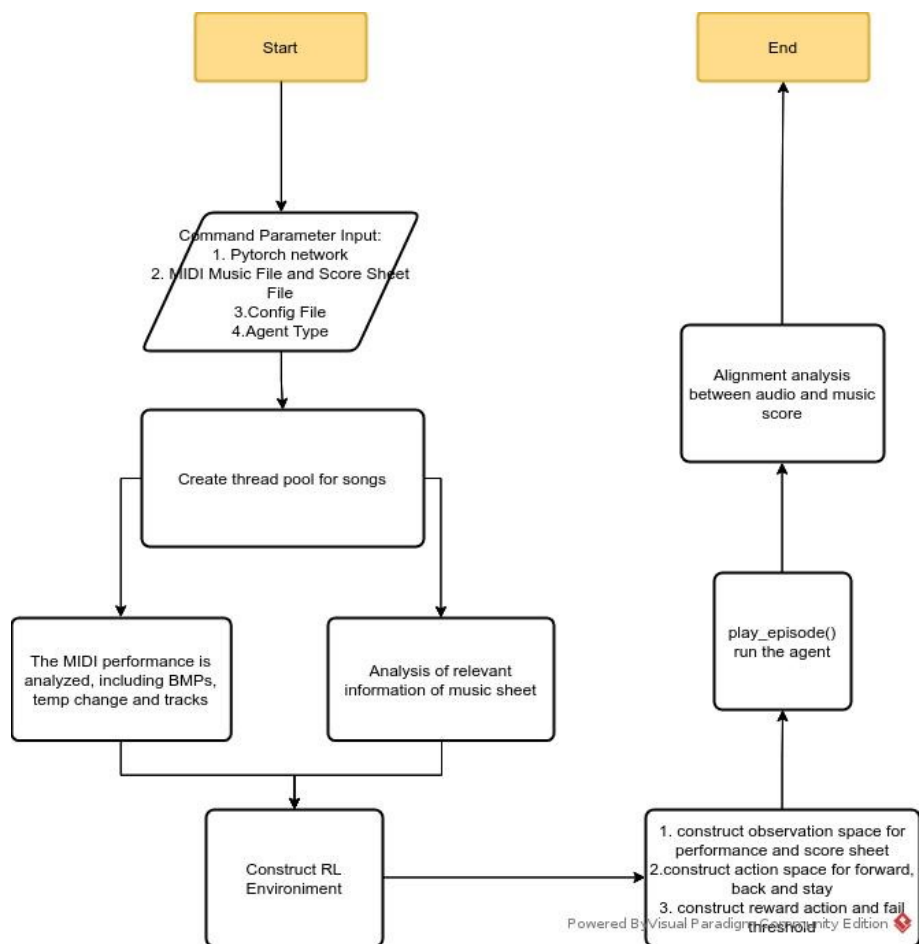 Start
End
Command Parameter Input:
1. Pytorch network
2. MIDI Music File and Score Sheet
File
3.Config File
4.Agent Type
Create thread pool for songs
The MIDI performance is
analyzed, including BMPs,
temp change and tracks
Analysis of relevant
information of music sheet
Construct RL
Environiment
1. construct observation space for
performance and score sheet
2.construct action space for forward,
back and stay
3. construct reward action and fail
threshold
play_episode()
run the agent
Alignment analysis
between audio and music
score
Powered By Visual Paradigm Community Edition